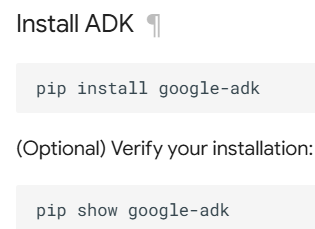 Install ADK ¶
pip install google-adk
(Optional) Verify your installation:
pip show google-adk